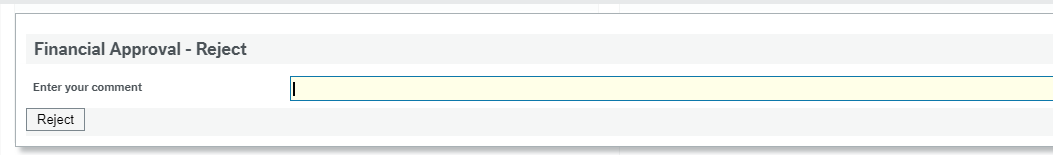 Financial Approval - Reject
Enter your comment
Reject